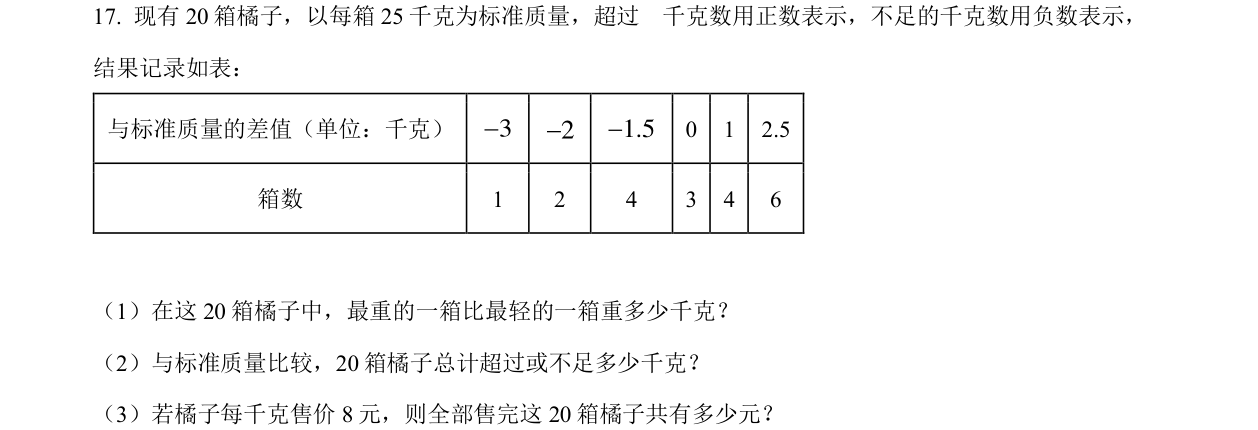 17. 现有 20 箱橘子，以每箱 25 千克为标准质量，超过 千克数用正数表示，不足的千克数用负数表示，
结果记录如表：
与标准质量的差值（单位：千克） −3 −2 −1.5 0 1 2.5
箱数 1 2 4 3 4 6
（1）在这 20 箱橘子中，最重的一箱比最轻的一箱重多少千克？
（2）与标准质量比较，20 箱橘子总计超过或不足多少千克？
（3）若橘子每千克售价 8 元，则全部售完这 20 箱橘子共有多少元？